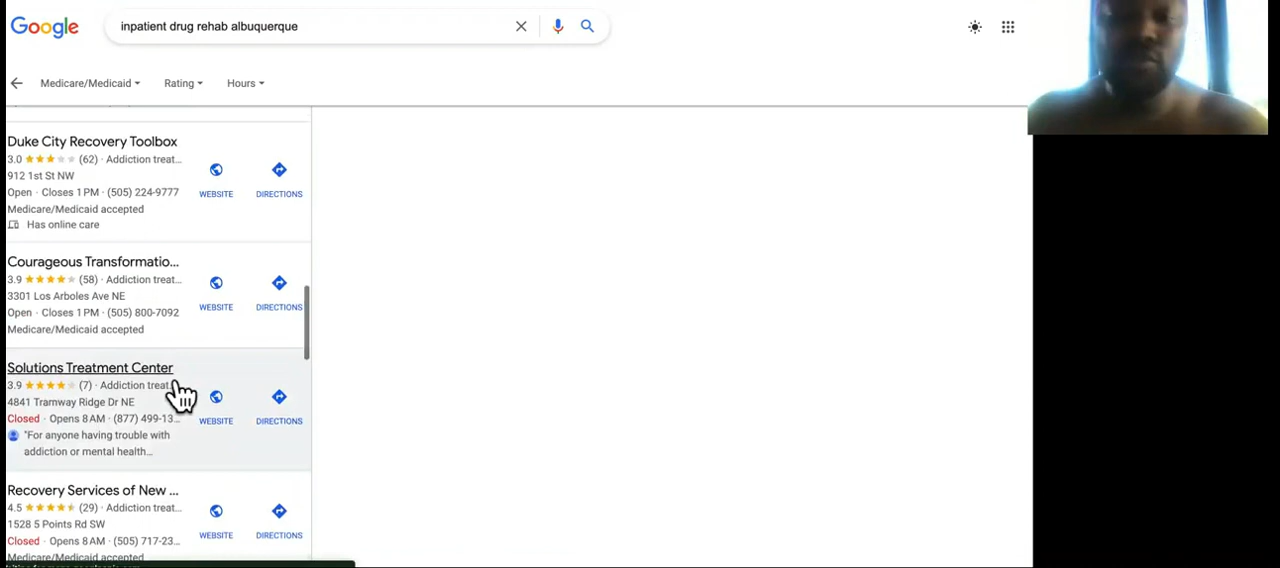 Google
inpatient drug rehab albuquerque
Medicare/Medicaid
Rating
Hours
Duke City Recovery Toolbox
3.0 (62) · Addiction treat...
912 1st St NW
Open · Closes 1 PM · (505) 224-9777
Medicare/Medicaid accepted
Has online care
WEBSITE
DIRECTIONS
Courageous Transformatio...
3.9 (58) · Addiction treat...
3301 Los Arboles Ave NE
Open · Closes 1 PM · (505) 800-7092
Medicare/Medicaid accepted
WEBSITE
DIRECTIONS
Solutions Treatment Center
3.9 (7) · Addiction treat
4841 Tramway Ridge Dr NE
Closed · Opens 8 AM · (877) 499-13...
"For anyone having trouble with
addiction or mental health...
WEBSITE
DIRECTIONS
Recovery Services of New ...
4.5 (29) · Addiction treat...
1528 5 Points Rd SW
Closed · Opens 8 AM · (505) 717-23...
Medicare/Medicaid accepted
WEBSITE
DIRECTIONS